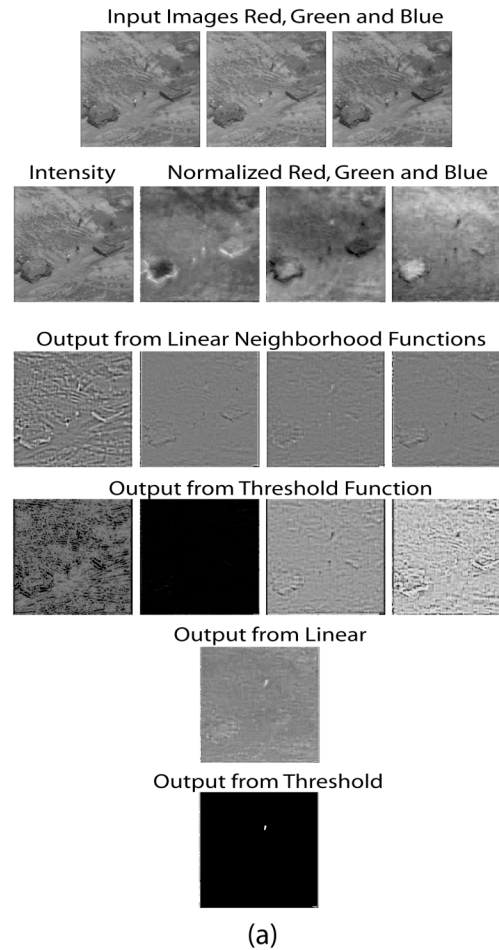 Input Images Red, Green and Blue
Intensity
Normalized Red, Green and Blue
Output from Linear Neighborhood Functions
Output from Threshold Function
Output from Linear
Output from Threshold
(a)